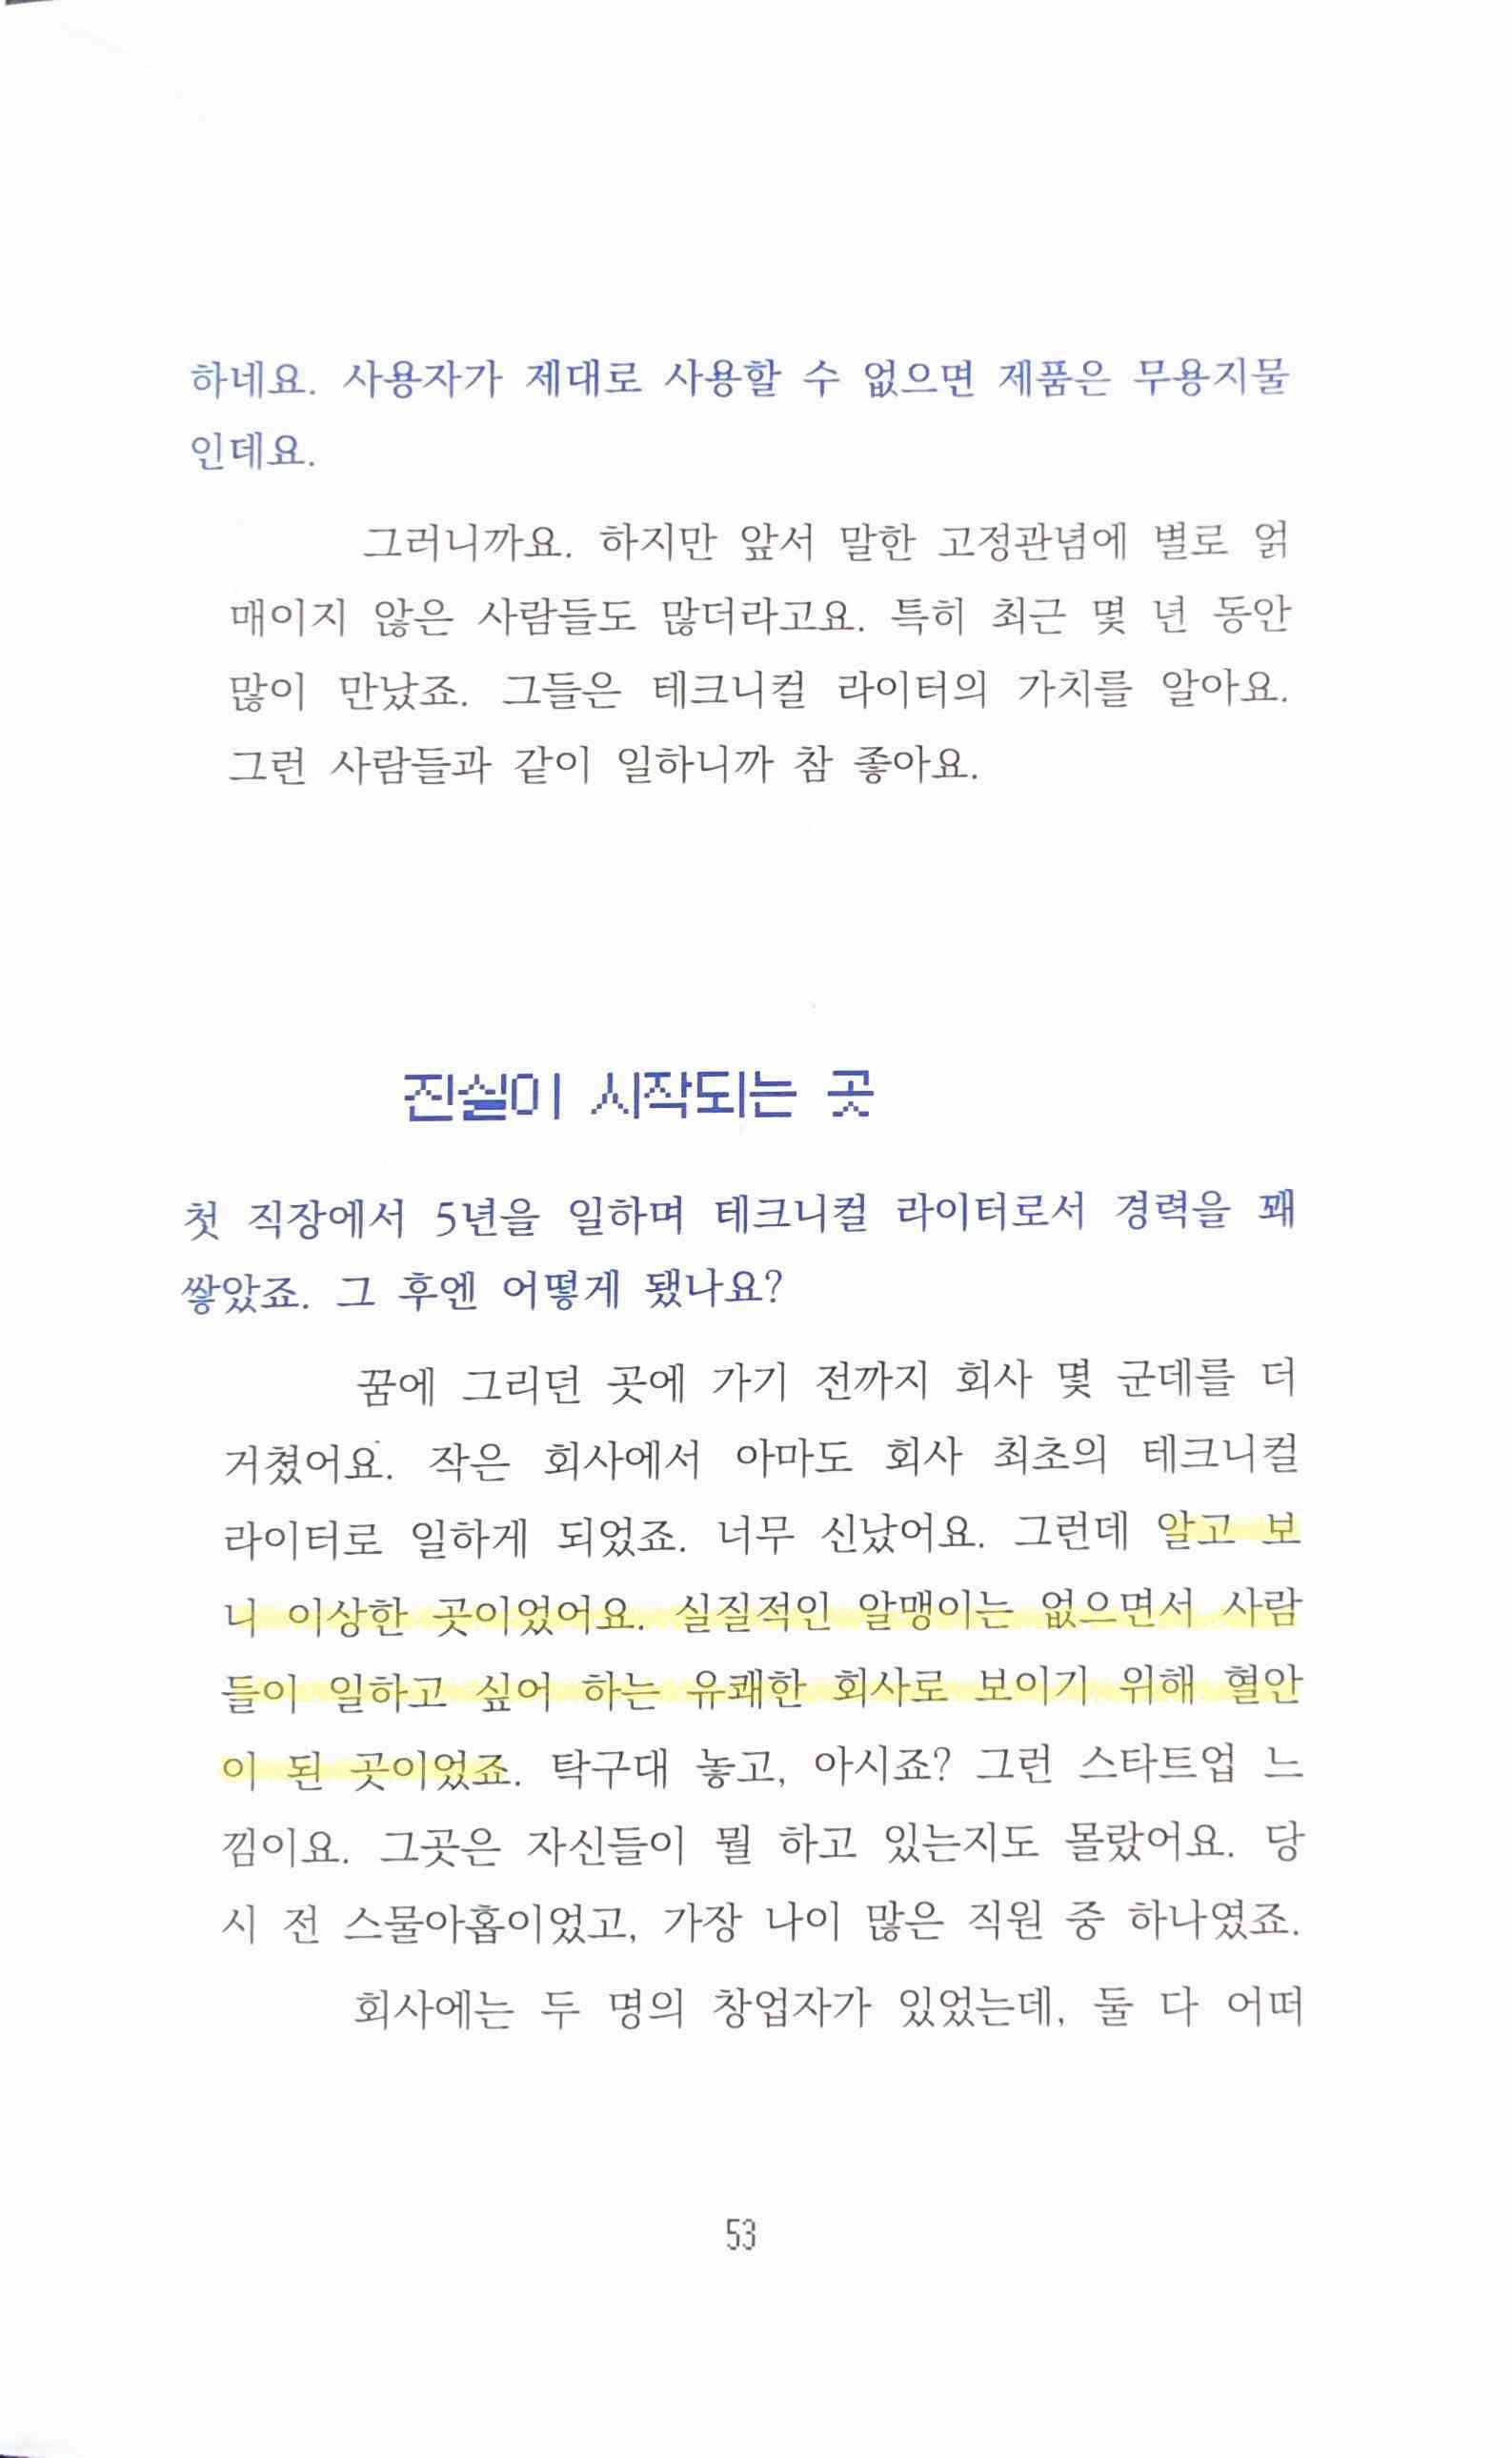 하네요. 사용자가 제대로 사용할 수 없으면 제품은 무용지물
인데요.
그러니까요. 하지만 앞서 말한 고정관념에 별로 얽
매이지 않은 사람들도 많더라고요. 특히 최근 몇 년 동안
많이 만났죠. 그들은 테크니컬 라이터의 가치를 알아요.
그런 사람들과 같이 일하니까 참 좋아요.
진실이 시작되는 곳
첫 직장에서 5년을 일하며 테크니컬 라이터로서 경력을 꽤
쌓았죠. 그 후엔 어떻게 됐나요?
꿈에 그리던 곳에 가기 전까지 회사 몇 군데를 더
거쳤어요. 작은 회사에서 아마도 회사 최초의 테크니컬
라이터로 일하게 되었죠. 너무 신났어요. 그런데 알고 보
니 이상한 곳이었어요. 실질적인 알맹이는 없으면서 사람
들이 일하고 싶어 하는 유쾌한 회사로 보이기 위해 혈안
이 된 곳이었죠. 탁구대 놓고, 아시죠? 그런 스타트업 느
낌이요. 그곳은 자신들이 뭘 하고 있는지도 몰랐어요. 당
시 전 스물아홉이었고, 가장 나이 많은 직원 중 하나였죠.
회사에는 두 명의 창업자가 있었는데, 둘 다 어떠
53